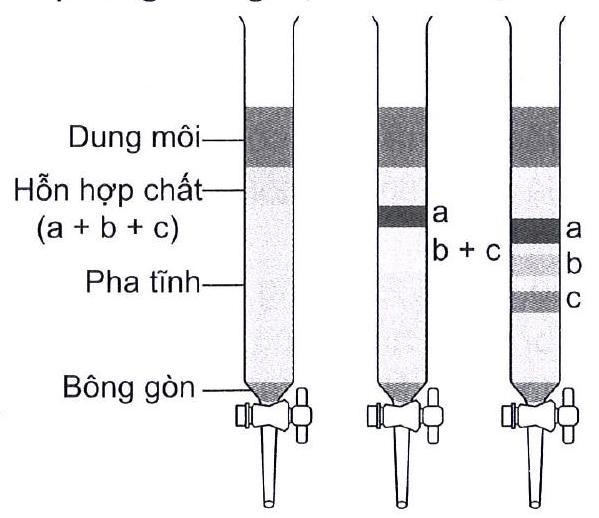 Dung môi
Hỗn hợp chất
(a + b + c)
Pha tĩnh
Bông gòn
a
b + c
a
b
c